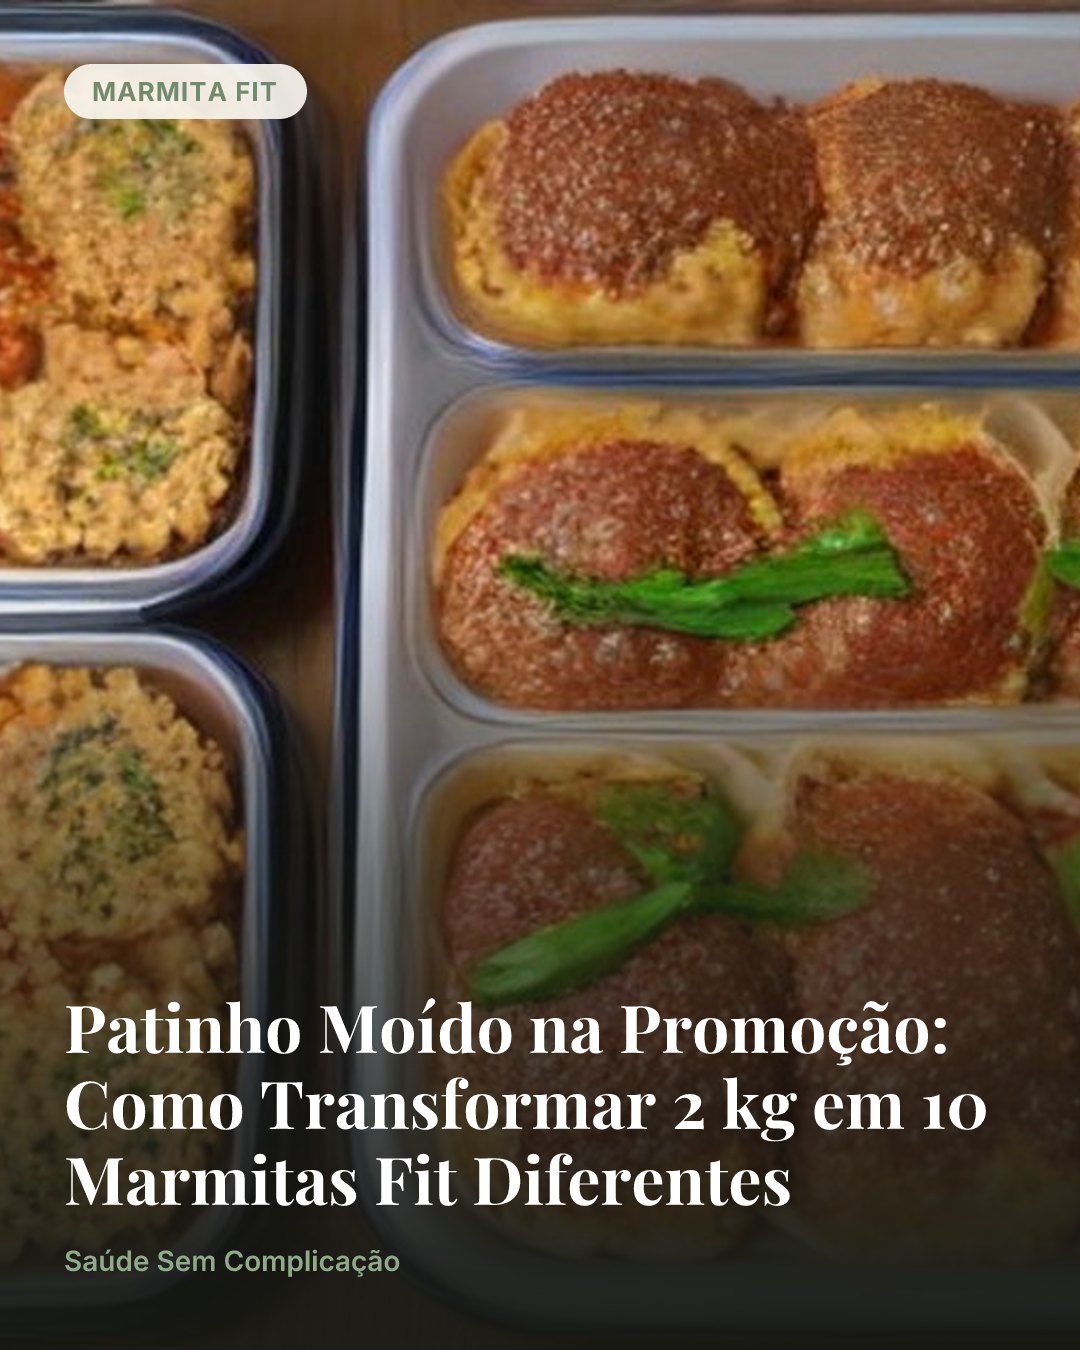 MARMITA FIT
Patinho Moído na Promoção:
Como Transformar 2 kg em 10
Marmitas Fit Diferentes
Saúde Sem Complicação